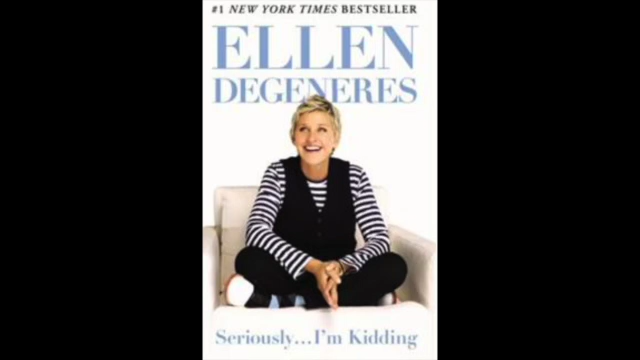 #1 NEW YORK TIMES BESTSELLER
ELLEN
DEGENERES
Seriously...I'm Kidding